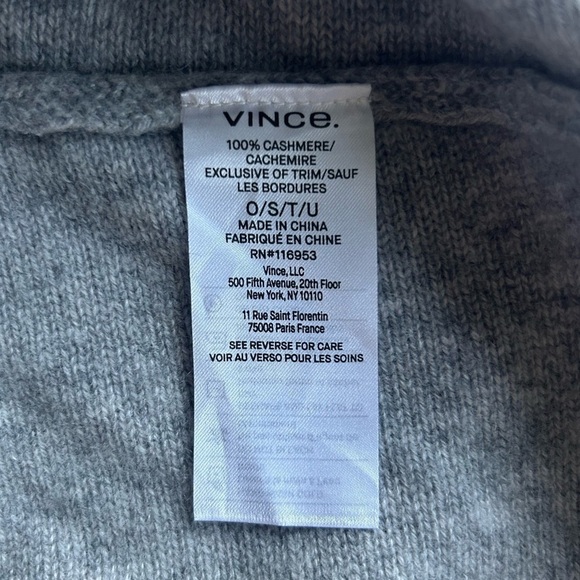 VINCE.
100% CASHMERE/
CACHEMIRE
EXCLUSIVE OF TRIM/SAUF
LES BORDURES
O/S/T/U
MADE IN CHINA
FABRIQUÉ EN CHINE
RN#116953
Vince, LLC
500 Fifth Avenue, 20th Floor
New York, NY 10110
11 Rue Saint Florentin
75008 Paris France
SEE REVERSE FOR CARE
VOIR AU VERSO POUR LES SOINS